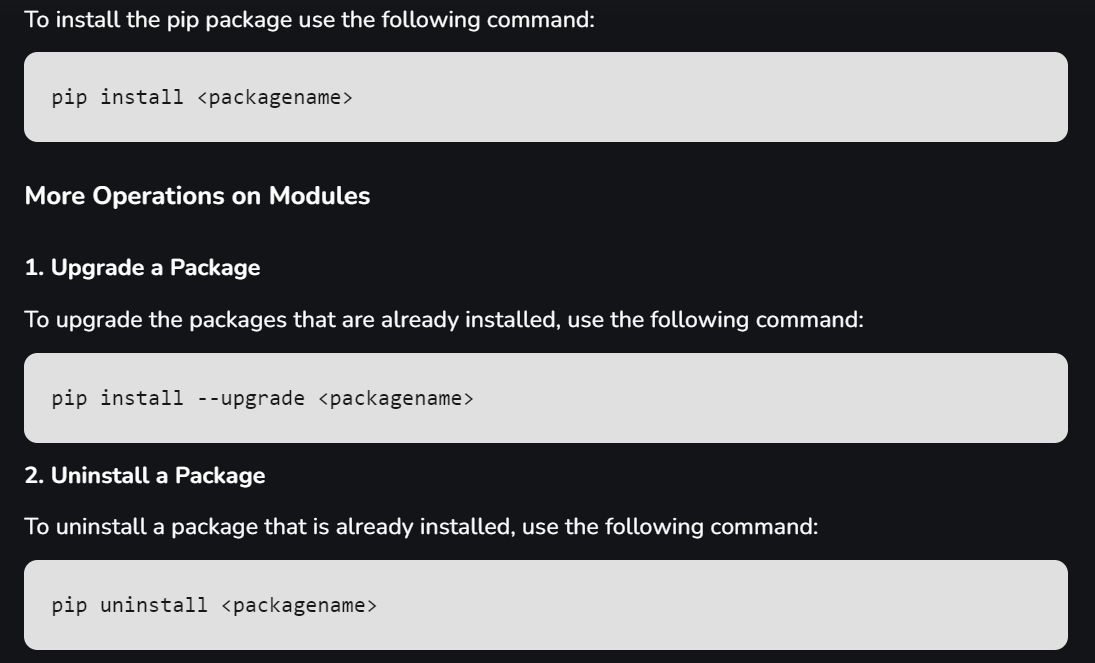 To install the pip package use the following command:
pip install <packagename>
More Operations on Modules
1. Upgrade a Package
To upgrade the packages that are already installed, use the following command:
pip install --upgrade <packagename>
2. Uninstall a Package
To uninstall a package that is already installed, use the following command:
pip uninstall <packagename>